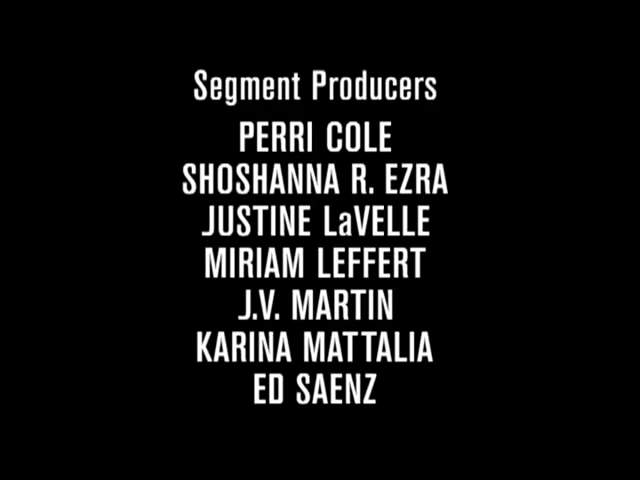 Segment Producers
PERRI COLE
SHOSHANNA R. EZRA
JUSTINE LaVELLE
MIRIAM LEFFERT
J.V. MARTIN
KARINA MATTALIA
ED SAENZ